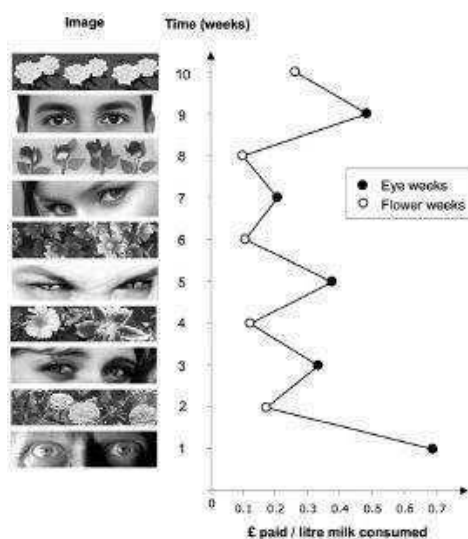 Image
Time (weeks)
10
9
8
7
6
5
4
3
2
1
Eye weeks
Flower weeks
0 0.1 0.2 0.3 0.4 0.5 0.6 0.7
£ paid / litre milk consumed